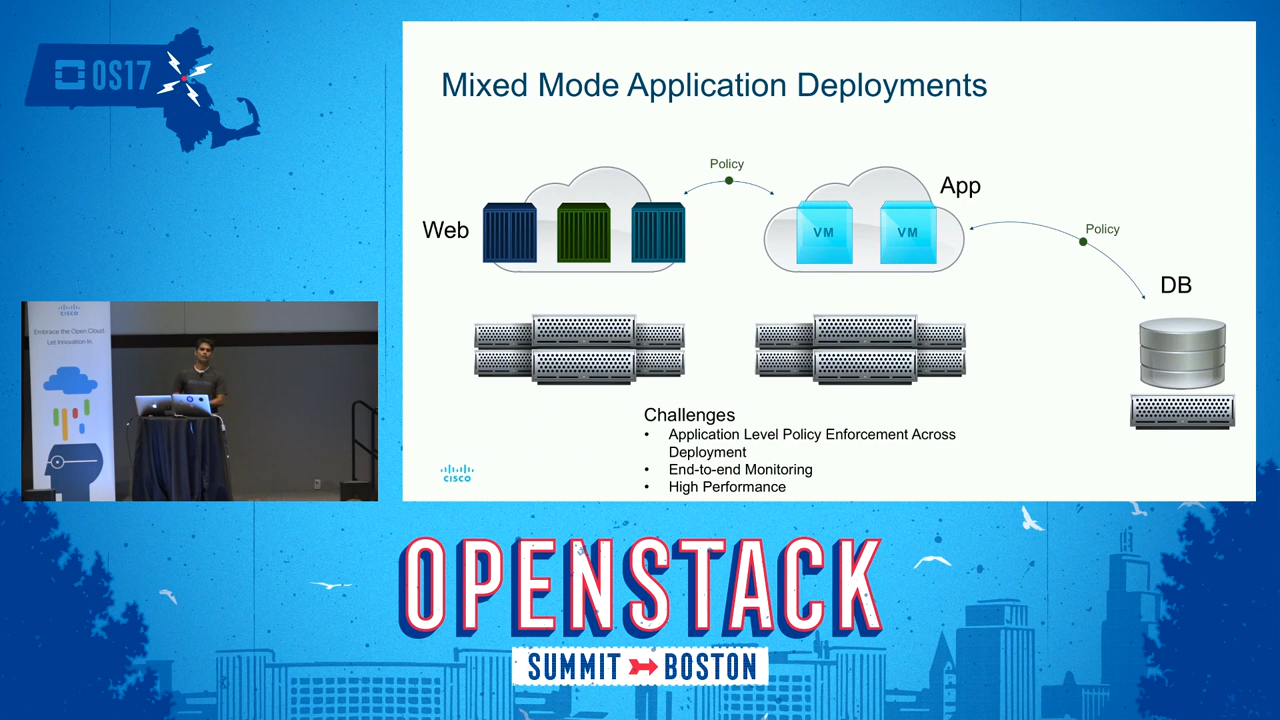 OS17
Mixed Mode Application Deployments
Policy
App
Web
VM
VM
Policy
DB
CISCO
Embrace the Open Cloud.
Let Innovation In.
Challenges
• Application Level Policy Enforcement Across
Deployment
• End-to-end Monitoring
• High Performance
CISCO
OPENSTACK
SUMMIT BOSTON